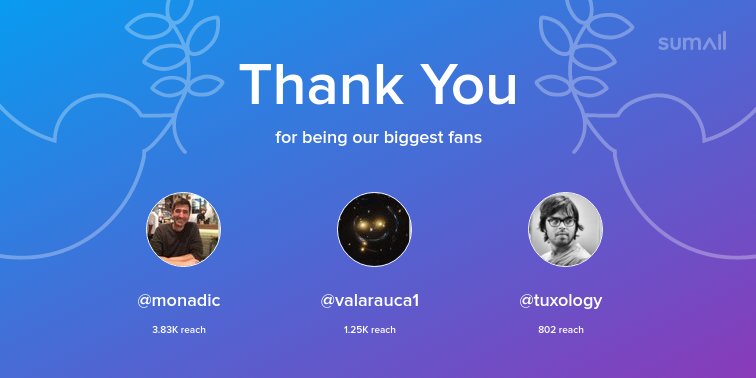 sumall
Thank You
for being our biggest fans
@monadic
@valarauca1
@tuxology
3.83K reach
1.25K reach
802 reach